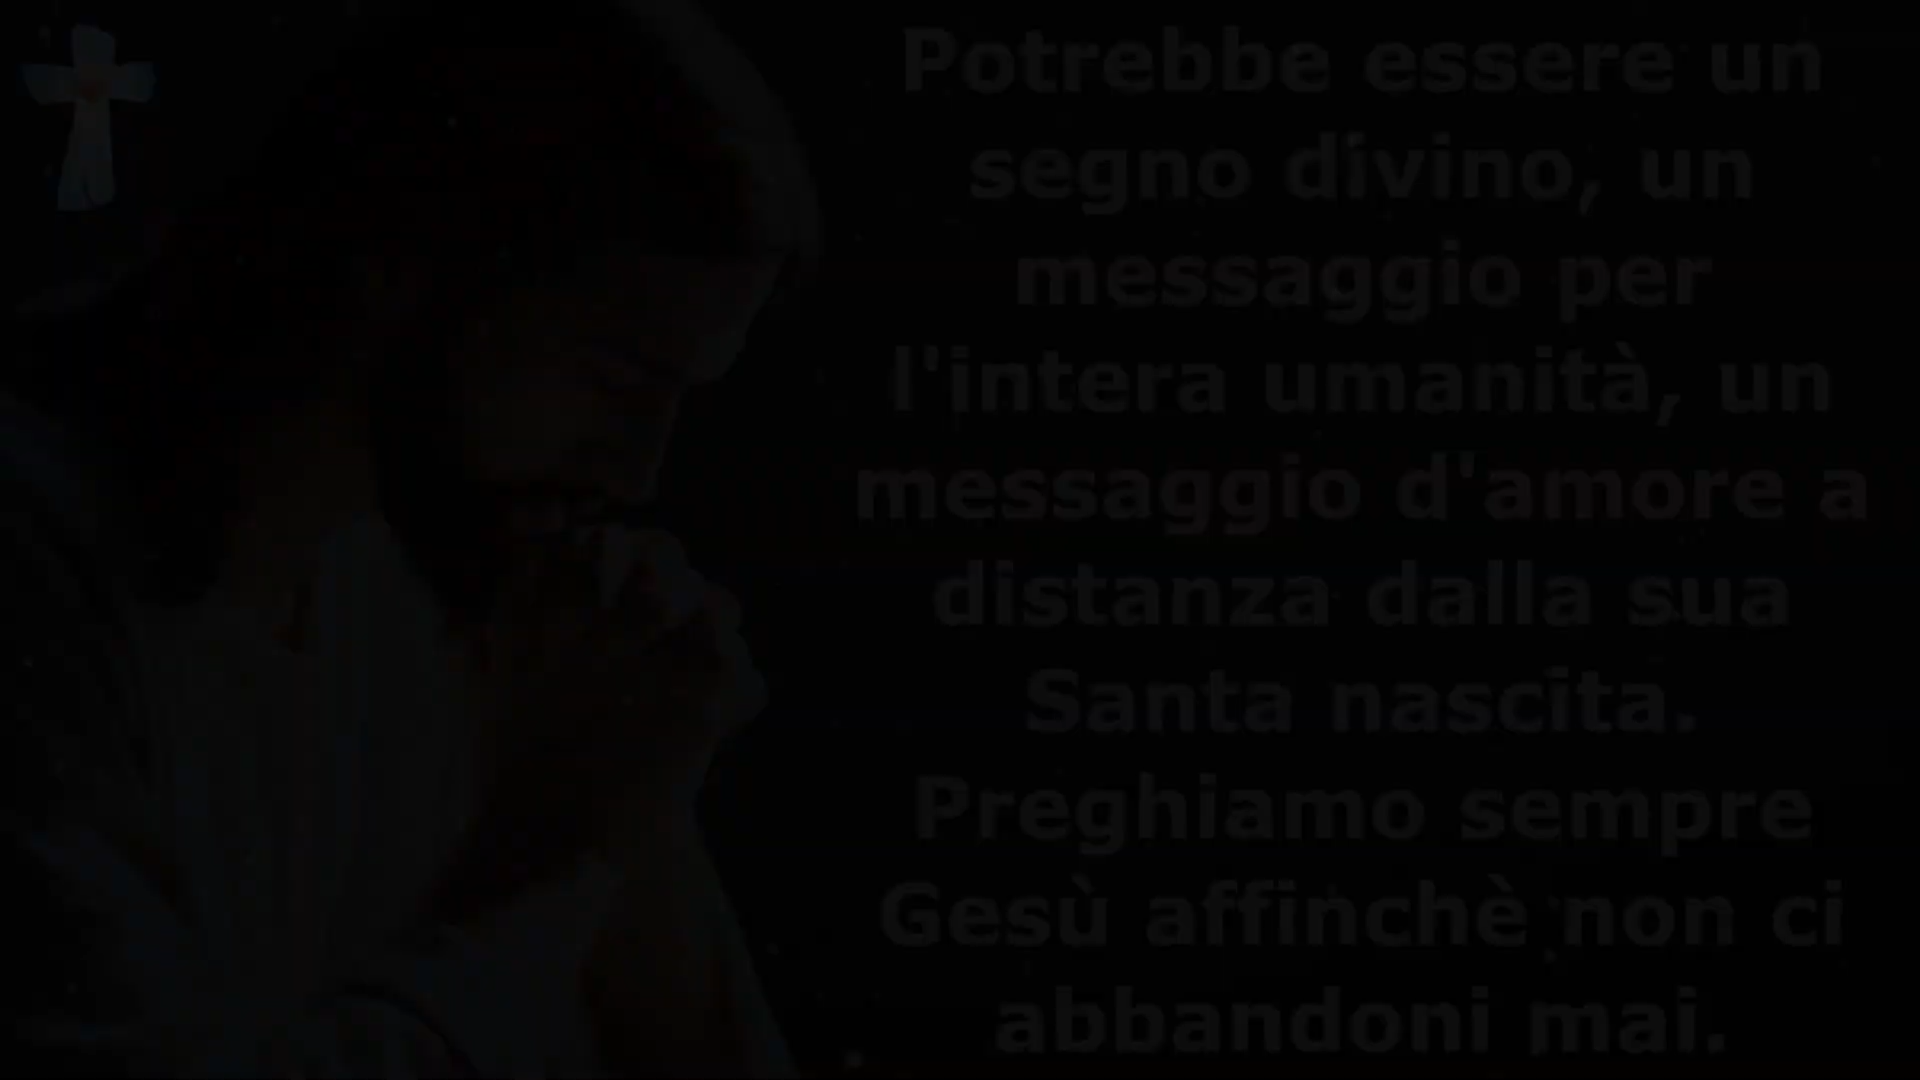 Potrebbe essere un
segno divino, un
messaggio per
l'intera umanità, un
messaggio d'amore a
distanza dalla sua
Santa nascita.
Preghiamo sempre
Gesù affinchè non ci
abbandoni mai.